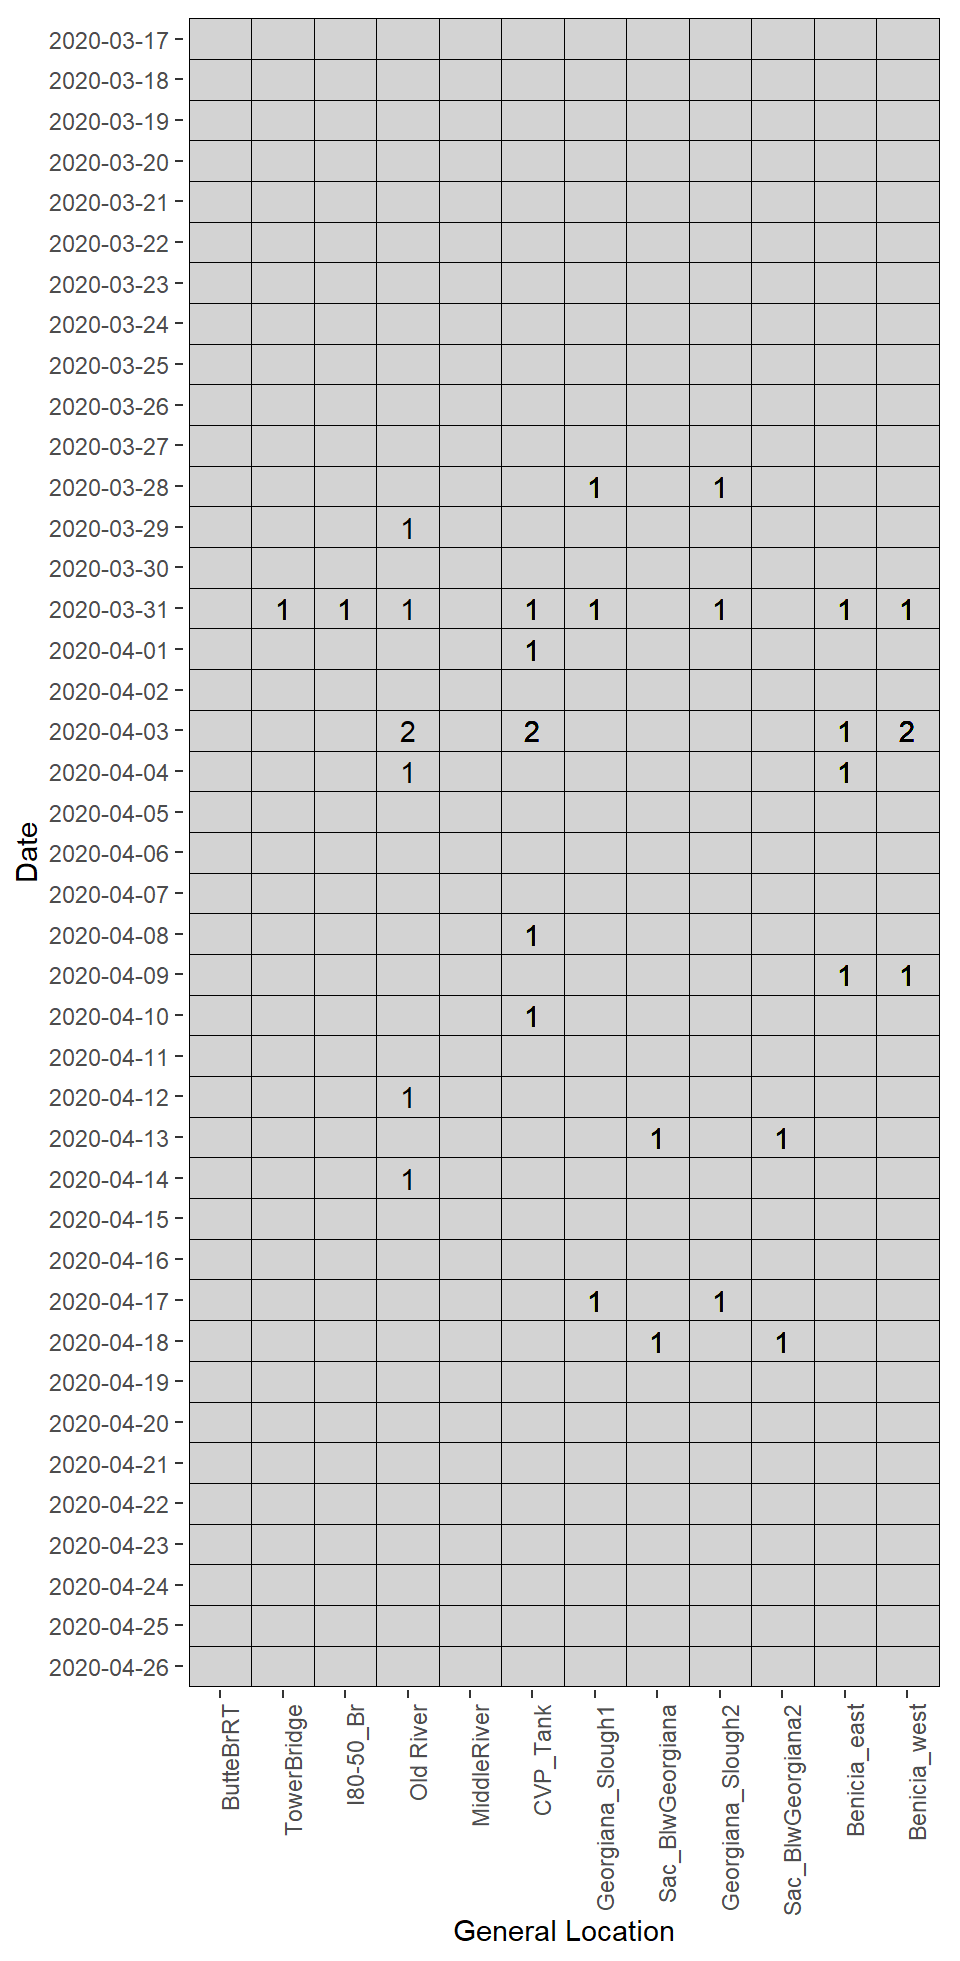 2020-03-17
2020-03-18
2020-03-19
2020-03-20
2020-03-21
2020-03-22
2020-03-23
2020-03-24
2020-03-25
2020-03-26
2020-03-27
2020-03-28 1 1
2020-03-29 1
2020-03-30
2020-03-31 1 1 1 1 1 1 1 1
2020-04-01 1
2020-04-02
2020-04-03 2 2 1 2
2020-04-04 1 1
2020-04-05
2020-04-06
2020-04-07
2020-04-08 1
2020-04-09 1 1
2020-04-10 1
2020-04-11
2020-04-12 1
2020-04-13 1 1
2020-04-14 1
2020-04-15
2020-04-16
2020-04-17 1 1
2020-04-18 1 1
2020-04-19
2020-04-20
2020-04-21
2020-04-22
2020-04-23
2020-04-24
2020-04-25
2020-04-26
Date
ButteBrRT
TowerBridge
I80-50_Br
Old River
MiddleRiver
CVP_Tank
Georgiana_Slough1
Sac_BlwGeorgiana
Georgiana_Slough2
Sac_BlwGeorgiana2
Benicia_east
Benicia_west
General Location